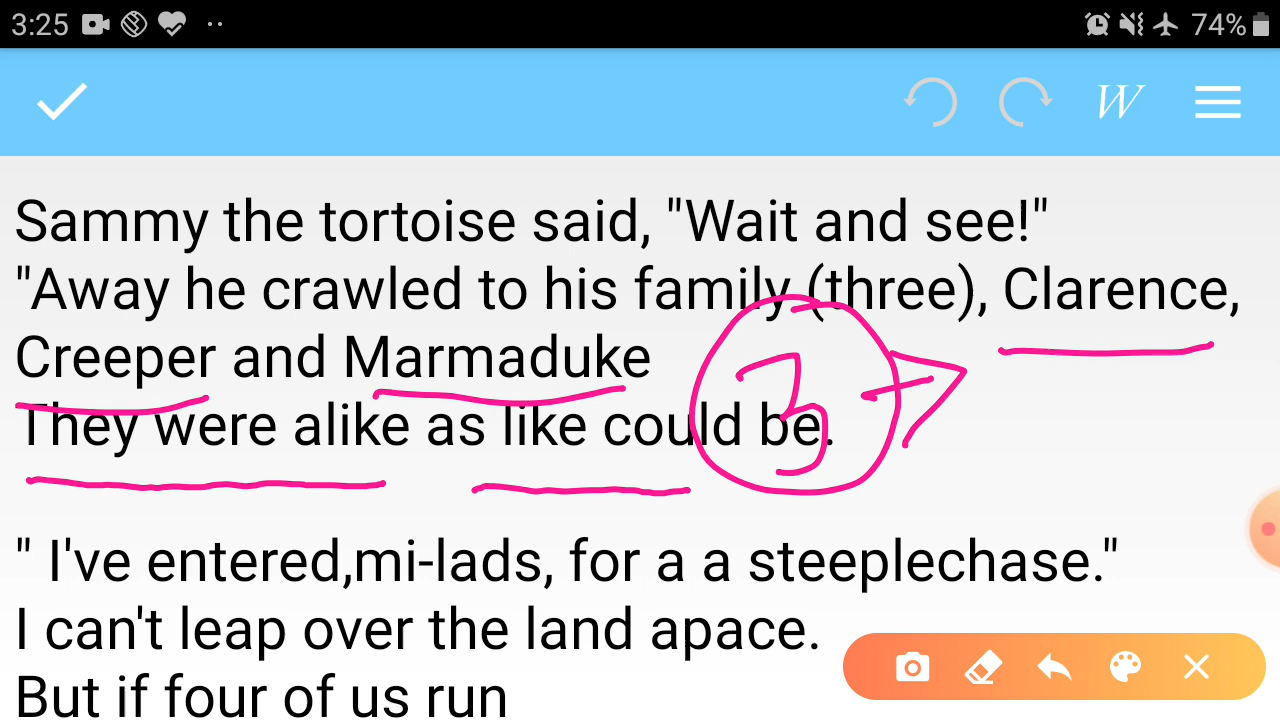 3:25
74%
W
Sammy the tortoise said, "Wait and see!"
"Away he crawled to his family (three), Clarence,
Creeper and Marmaduke
They were alike as like could be.
3
" I've entered,mi-lads, for a a steeplechase."
I can't leap over the land apace.
But if four of us run